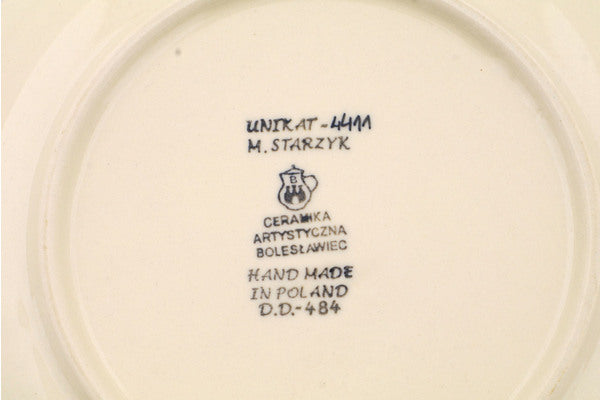 UNIKAT-4411
M. STARZYK
B
CERAMIKA
ARTYSTYCZNA
BOLESŁAWIEC
HAND MADE
IN POLAND
D.D.-484